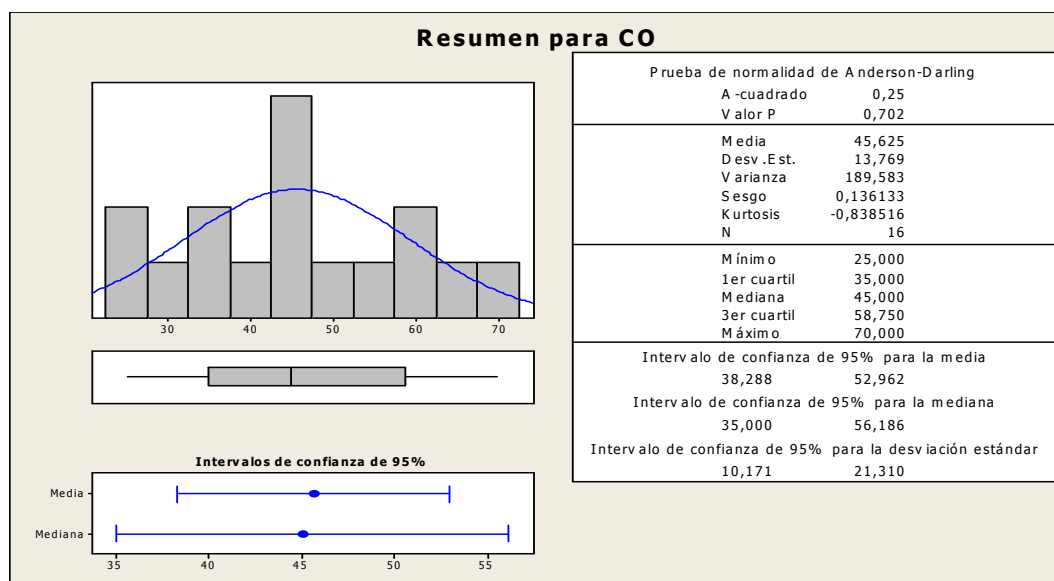 Resumen para CO
30 40 50 60 70
Intervalos de confianza de 95%
Media
Mediana
35 40 45 50 55
Prueba de normalidad de Anderson-Darling
A-cuadrado 0,25
Valor P 0,702
Media 45,625
Desv.Est. 13,769
Varianza 189,583
Sesgo 0,136133
Kurtosis -0,838516
N 16
Mínimo 25,000
1er cuartil 35,000
Mediana 45,000
3er cuartil 58,750
Máximo 70,000
Intervalo de confianza de 95% para la media
38,288 52,962
Intervalo de confianza de 95% para la mediana
35,000 56,186
Intervalo de confianza de 95% para la desviación estándar
10,171 21,310